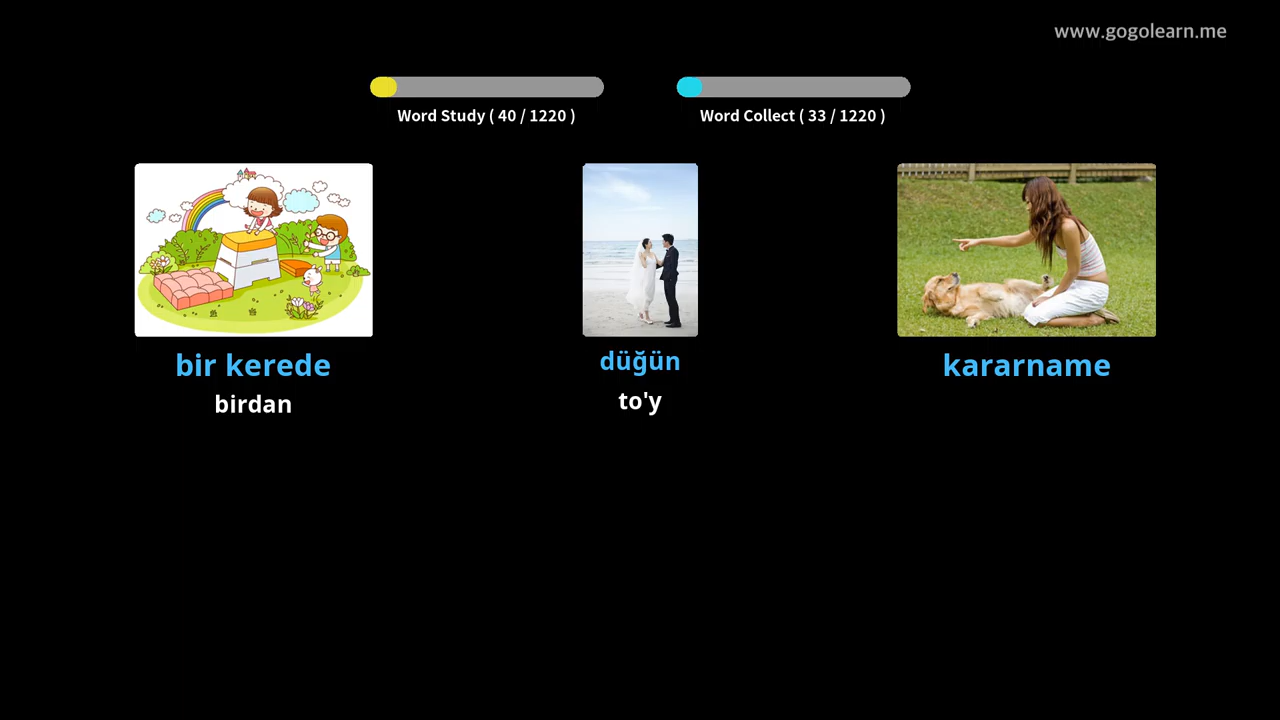 www.gogolearn.me
Word Study ( 40 / 1220 )
Word Collect ( 33 / 1220 )
bir kerede
birdan
düğün
to'y
kararname